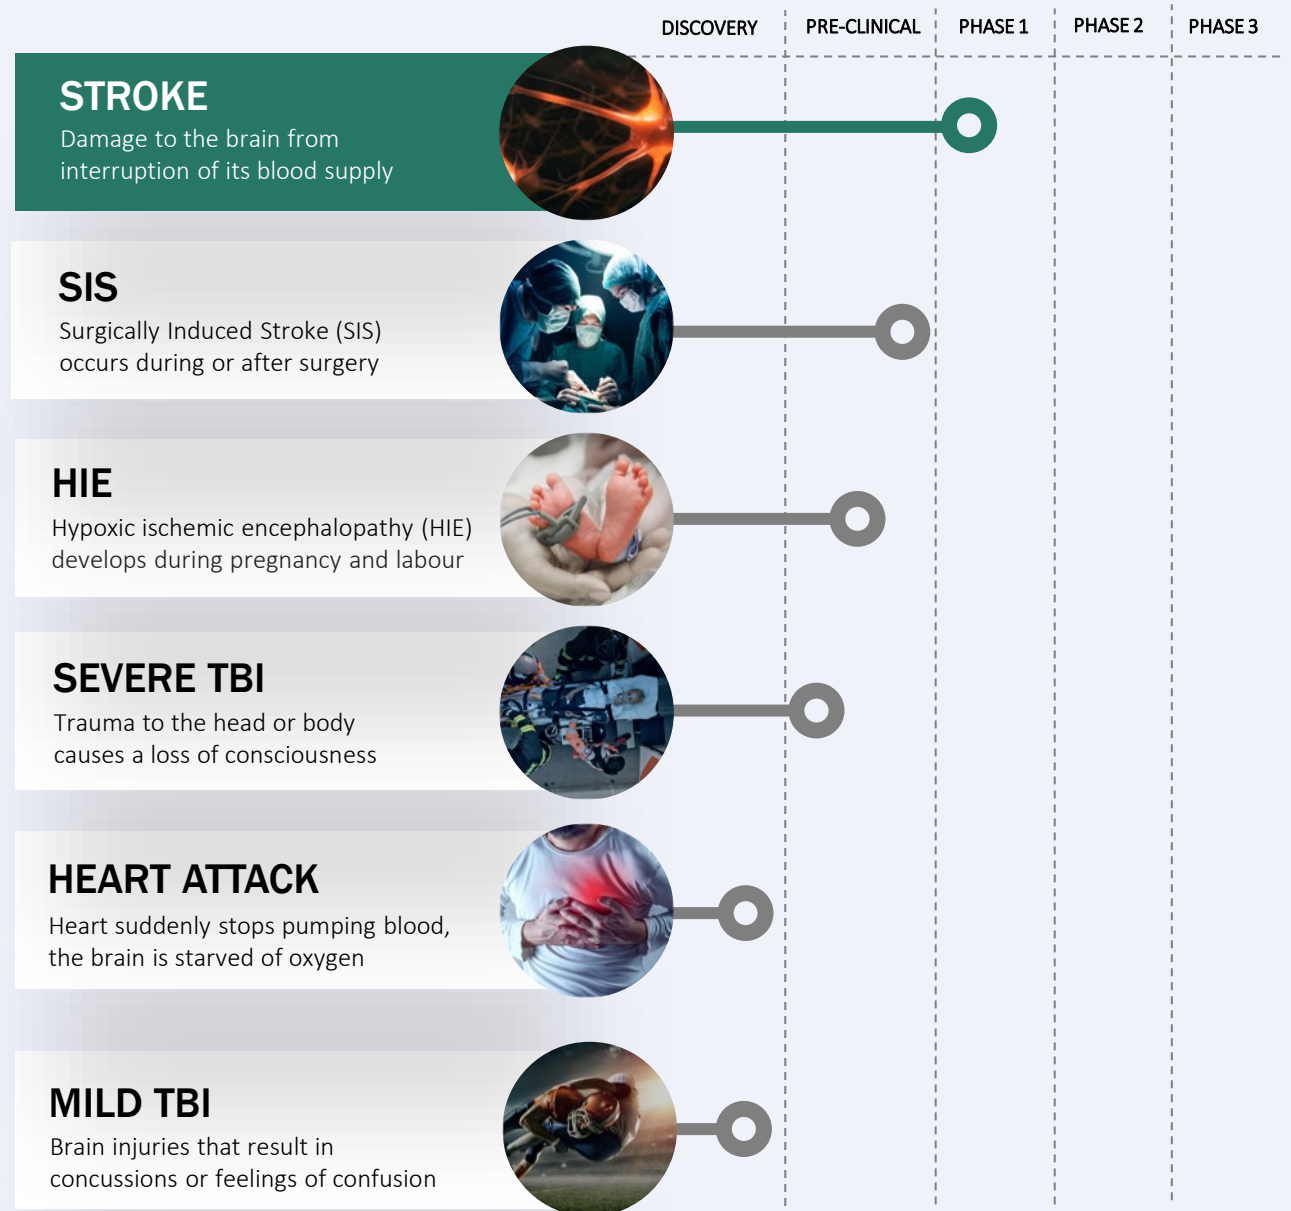 DISCOVERY PRE-CLINICAL PHASE 1 PHASE 2 PHASE 3
STROKE
Damage to the brain from
interruption of its blood supply
SIS
Surgically Induced Stroke (SIS)
occurs during or after surgery
HIE
Hypoxic ischemic encephalopathy (HIE)
develops during pregnancy and labour
SEVERE TBI
Trauma to the head or body
causes a loss of consciousness
HEART ATTACK
Heart suddenly stops pumping blood,
the brain is starved of oxygen
MILD TBI
Brain injuries that result in
concussions or feelings of confusion